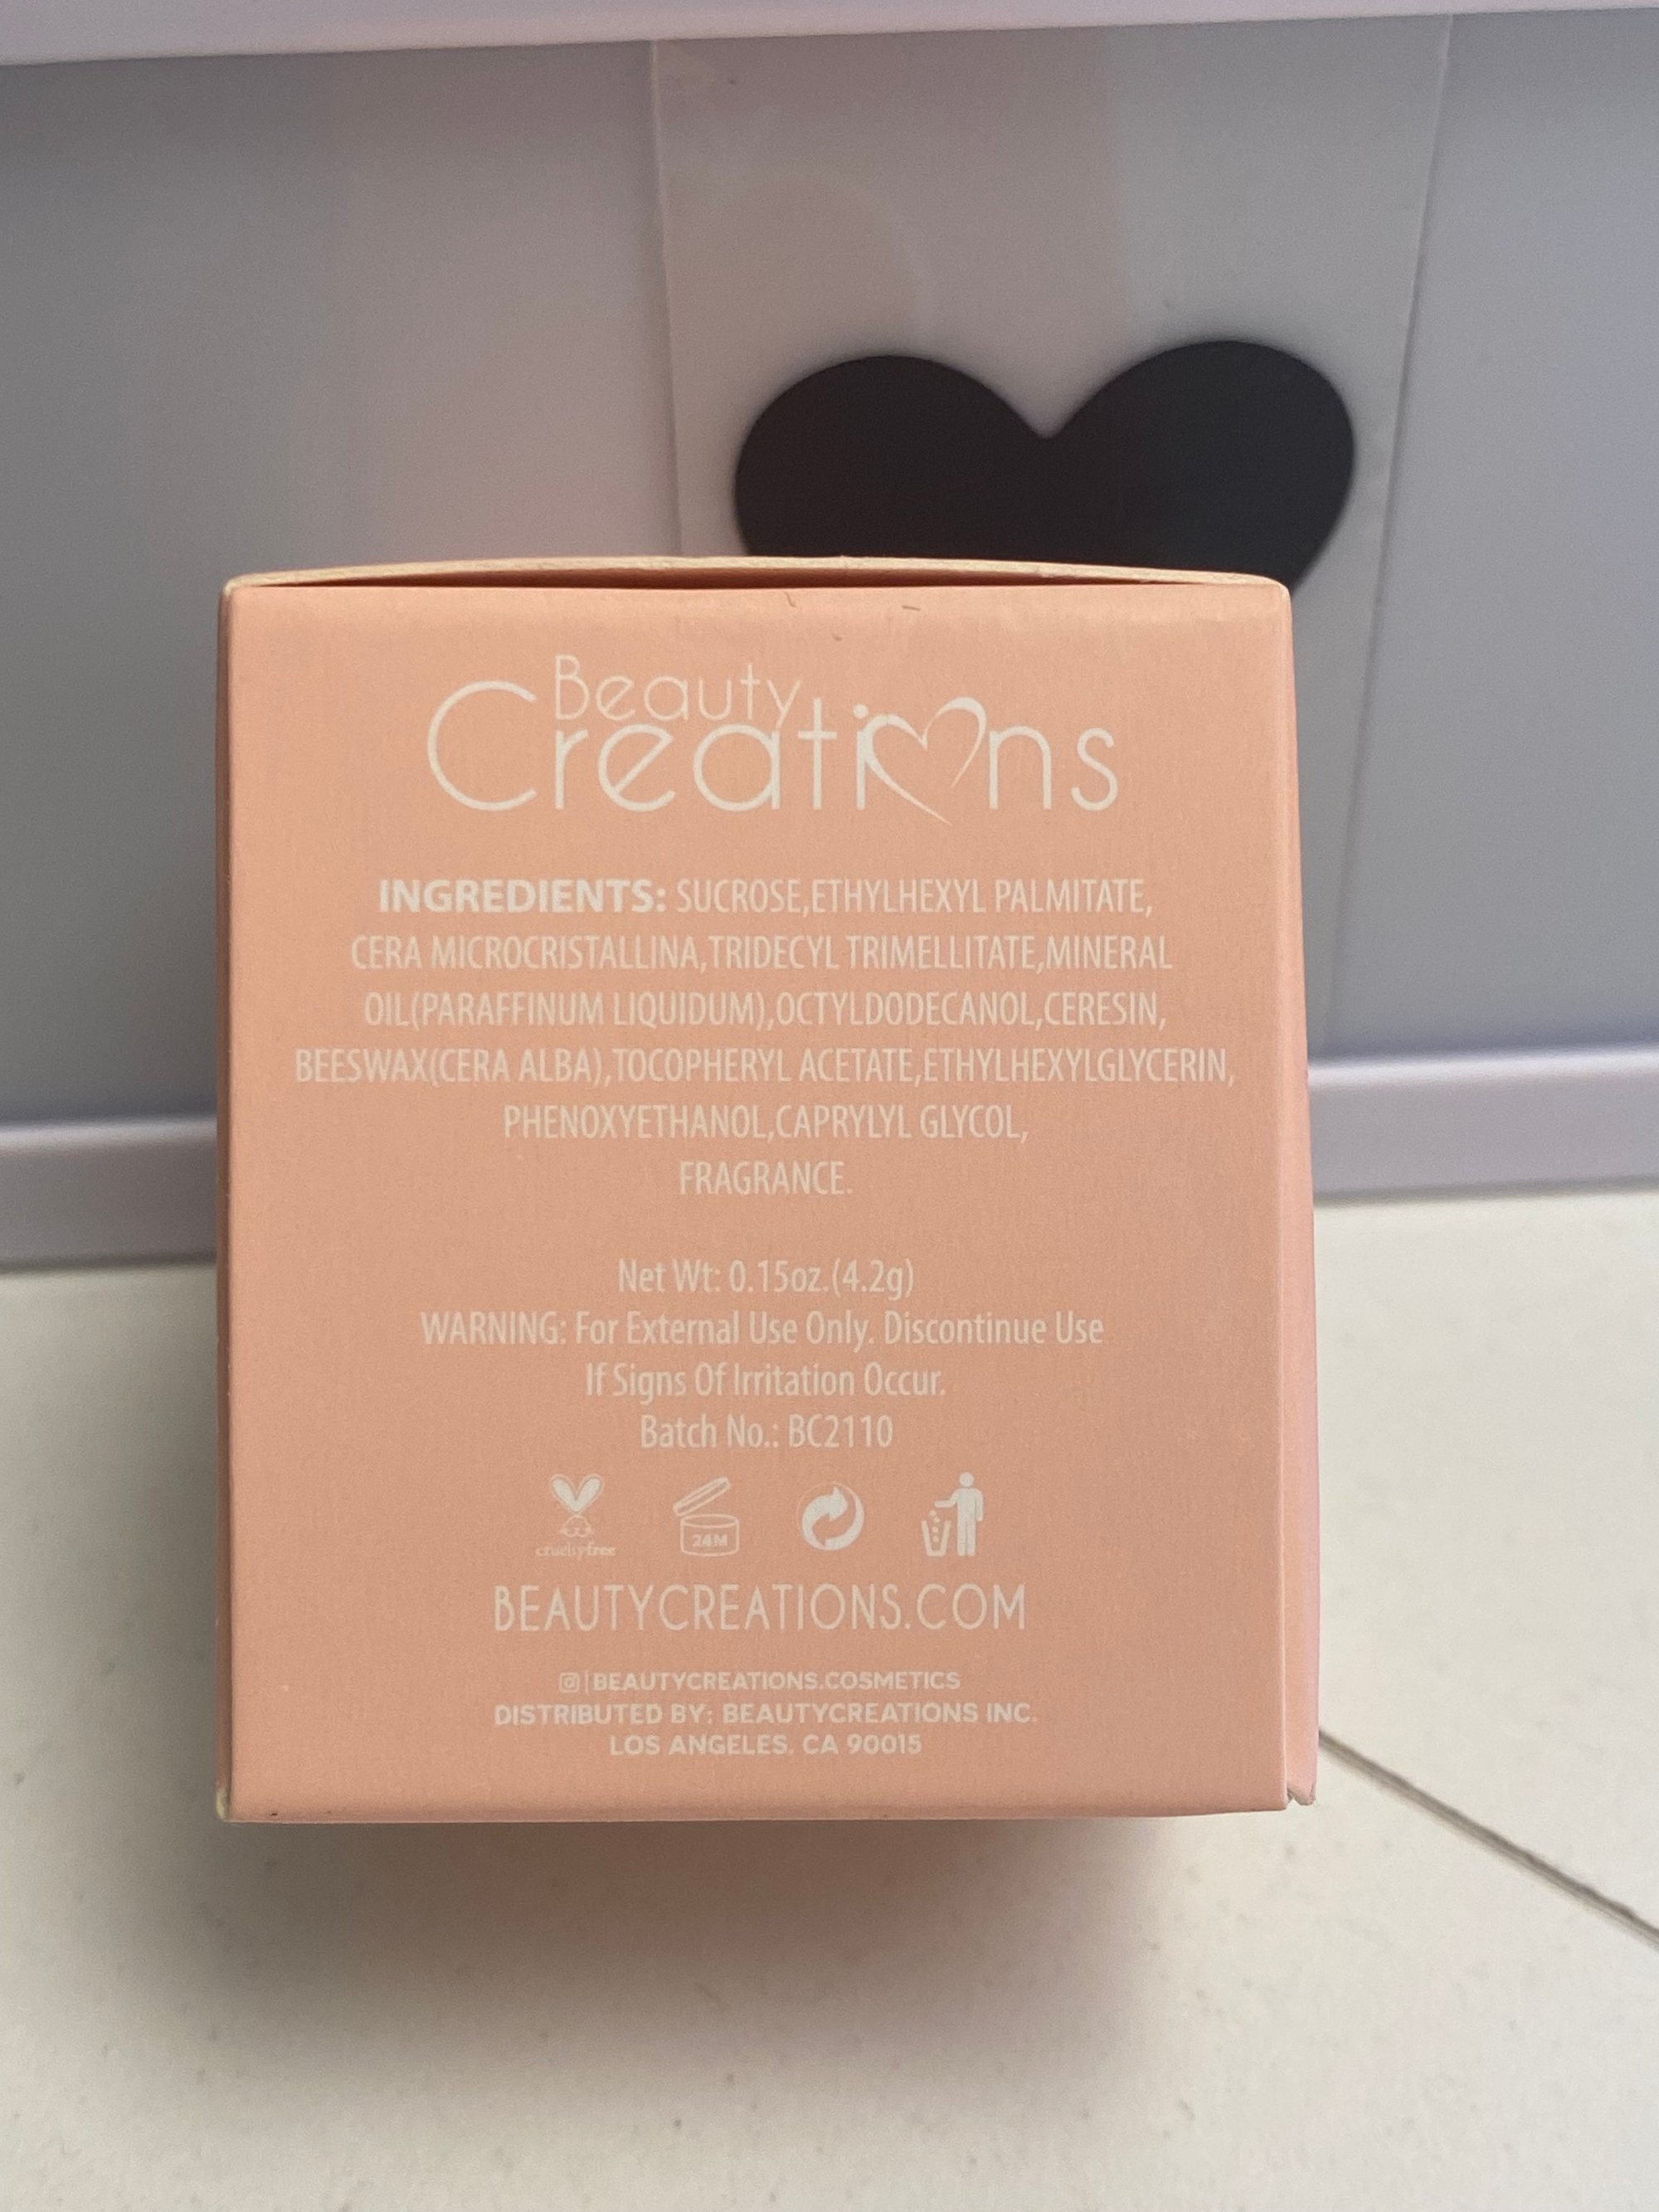 Beauty
Creations
INGREDIENTS: SUCROSE,ETHYLHEXYL PALMITATE,
CERA MICROCRISTALLINA,TRIDECYL TRIMELLITATE,MINERAL
OIL(PARAFFINUM LIQUIDUM),OCTYLDODECANOL,CERESIN,
BEESWAX(CERA ALBA),TOCOPHERYL ACETATE,ETHYLHEXYLGLYCERIN,
PHENOXYETHANOL,CAPRYLYL GLYCOL,
FRAGRANCE.
Net Wt: 0.15oz.(4.2g)
WARNING: For External Use Only. Discontinue Use
If Signs Of Irritation Occur.
Batch No.: BC2110
crueltyfree 24M
BEAUTYCREATIONS.COM
|BEAUTYCREATIONS.COSMETICS
DISTRIBUTED BY: BEAUTYCREATIONS INC.
LOS ANGELES. CA 90015